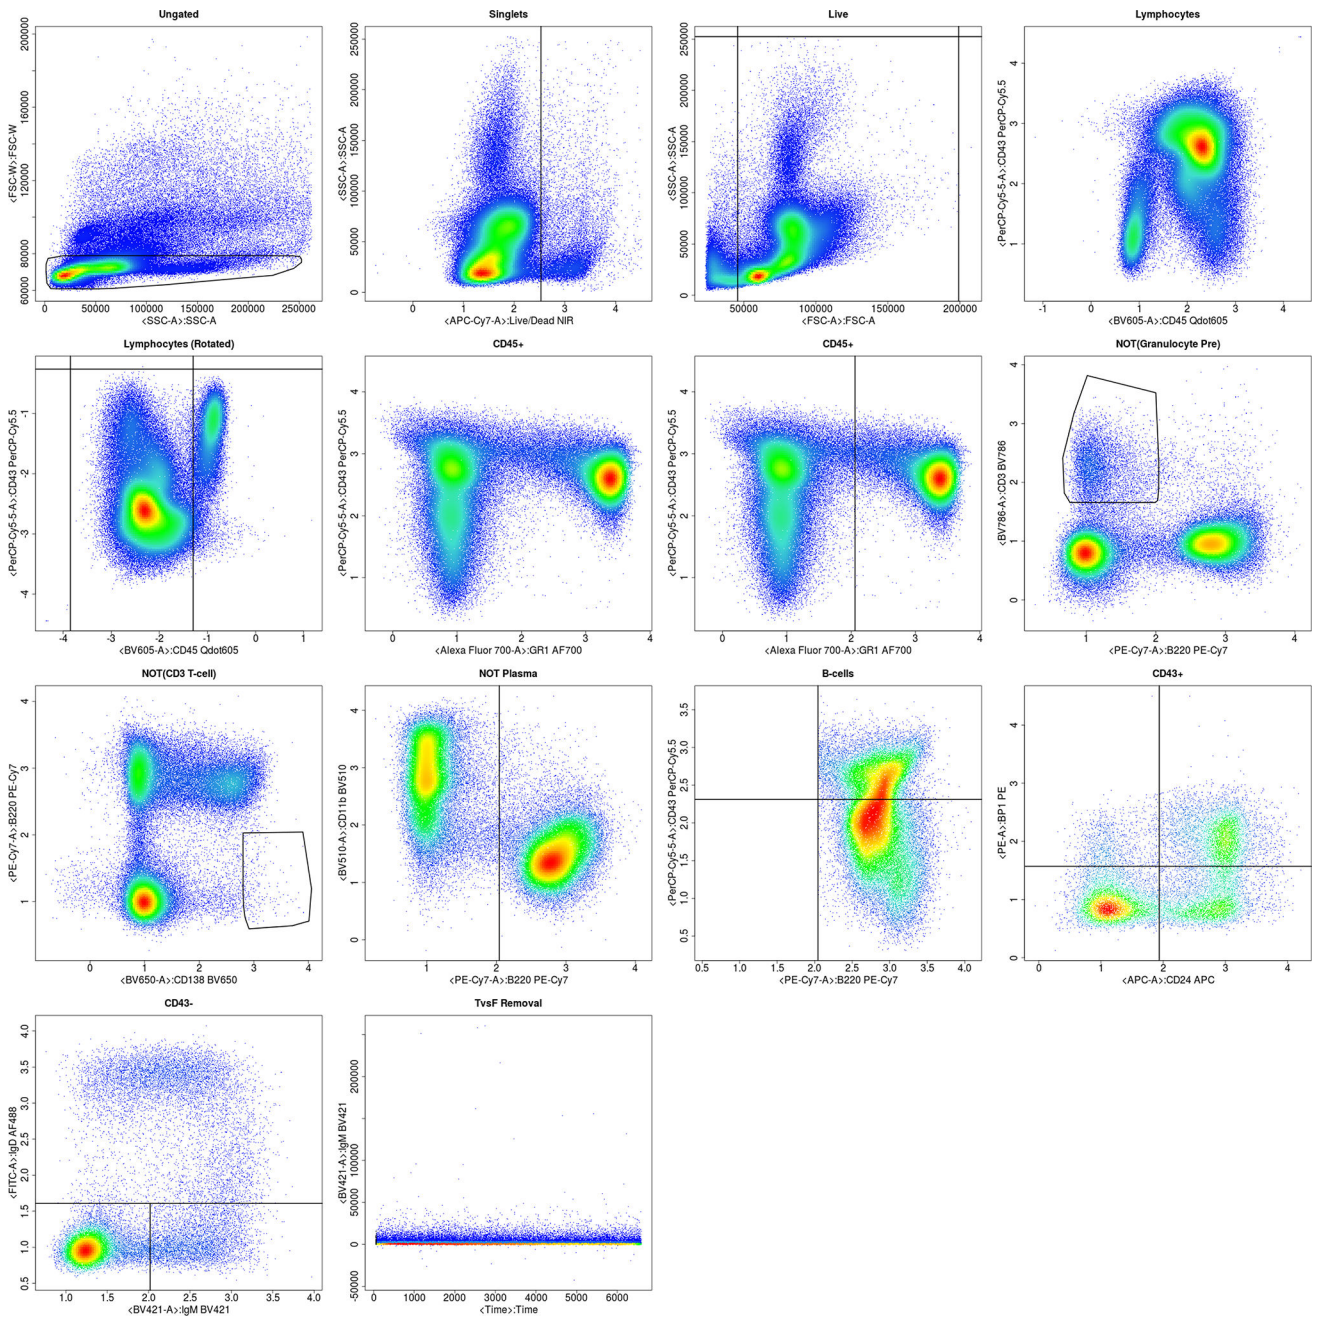 Ungated
<FSC-W>:FSC-W
60000 80000 120000 160000 200000
0 50000 100000 150000 200000 250000
<SSC-A>:SSC-A
Singlets
<SSC-A>:SSC-A
0 50000 100000 150000 200000 250000
0 1 2 3 4
<APC-Cy7-A>:Live/Dead NIR
Live
<SSC-A>:SSC-A
0 50000 100000 150000 200000 250000
50000 100000 150000 200000
<FSC-A>:FSC-A
Lymphocytes
<PerCP-Cy5-5-A>:CD43 PerCP-Cy5.5
1 2 3 4
-1 0 1 2 3 4
<BV605-A>:CD45 Qdot605
Lymphocytes (Rotated)
<PerCP-Cy5-5-A>:CD43 PerCP-Cy5.5
-4 -3 -2 -1
-4 -3 -2 -1 0 1
<BV605-A>:CD45 Qdot605
CD45+
<PerCP-Cy5-5-A>:CD43 PerCP-Cy5.5
1 2 3 4
0 1 2 3 4
<Alexa Fluor 700-A>:GR1 AF700
CD45+
<PerCP-Cy5-5-A>:CD43 PerCP-Cy5.5
1 2 3 4
0 1 2 3 4
<Alexa Fluor 700-A>:GR1 AF700
NOT(Granulocyte Pre)
<BV786-A>:CD3 BV786
0 1 2 3 4
1 2 3 4
<PE-Cy7-A>:B220 PE-Cy7
NOT(CD3 T-cell)
<PE-Cy7-A>:B220 PE-Cy7
1 2 3 4
0 1 2 3 4
<BV650-A>:CD138 BV650
NOT Plasma
<BV510-A>:CD11b BV510
0 1 2 3 4
1 2 3 4
<PE-Cy7-A>:B220 PE-Cy7
B-cells
<PerCP-Cy5-5-A>:CD43 PerCP-Cy5.5
0.5 1.0 1.5 2.0 2.5 3.0 3.5
0.5 1.0 1.5 2.0 2.5 3.0 3.5 4.0
<PE-Cy7-A>:B220 PE-Cy7
CD43+
<PE-A>:BP1 PE
0 1 2 3 4
0 1 2 3 4
<APC-A>:CD24 APC
CD43-
<FITC-A>:IgD AF488
0.5 1.0 1.5 2.0 2.5 3.0 3.5 4.0
1.0 1.5 2.0 2.5 3.0 3.5 4.0
<BV421-A>:IgM BV421
TvsF Removal
<BV421-A>:IgM BV421
-50000 0 50000 100000 200000
0 1000 2000 3000 4000 5000 6000
<Time>:Time